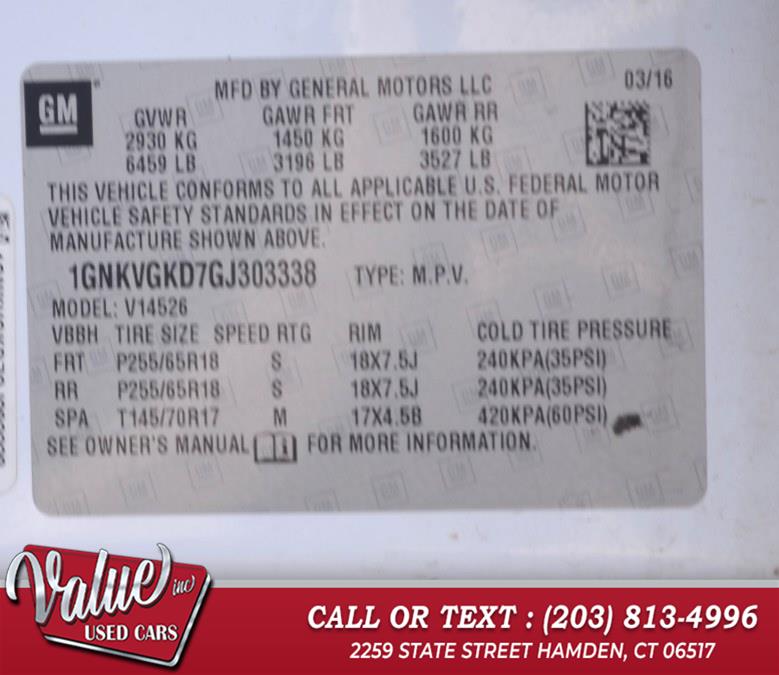 GM
MFD BY GENERAL MOTORS LLC 03/16
GVWR GAWR FRT GAWR RR
2930 KG 1450 KG 1600 KG
6459 LB 3196 LB 3527 LB
THIS VEHICLE CONFORMS TO ALL APPLICABLE U.S. FEDERAL MOTOR
VEHICLE SAFETY STANDARDS IN EFFECT ON THE DATE OF
MANUFACTURE SHOWN ABOVE.
1GNKVGKD7GJ303338 TYPE: M.P.V.
MODEL: V14526
VBBH TIRE SIZE SPEED RTG RIM COLD TIRE PRESSURE
FRT P255/65R18 S 18X7.5J 240KPA(35PSI)
RR P255/65R18 S 18X7.5J 240KPA(35PSI)
SPA T145/70R17 M 17X4.5B 420KPA(60PSI)
SEE OWNER'S MANUAL FOR MORE INFORMATION.
Value inc
USED CARS
CALL OR TEXT : (203) 813-4996
2259 STATE STREET HAMDEN, CT 06517